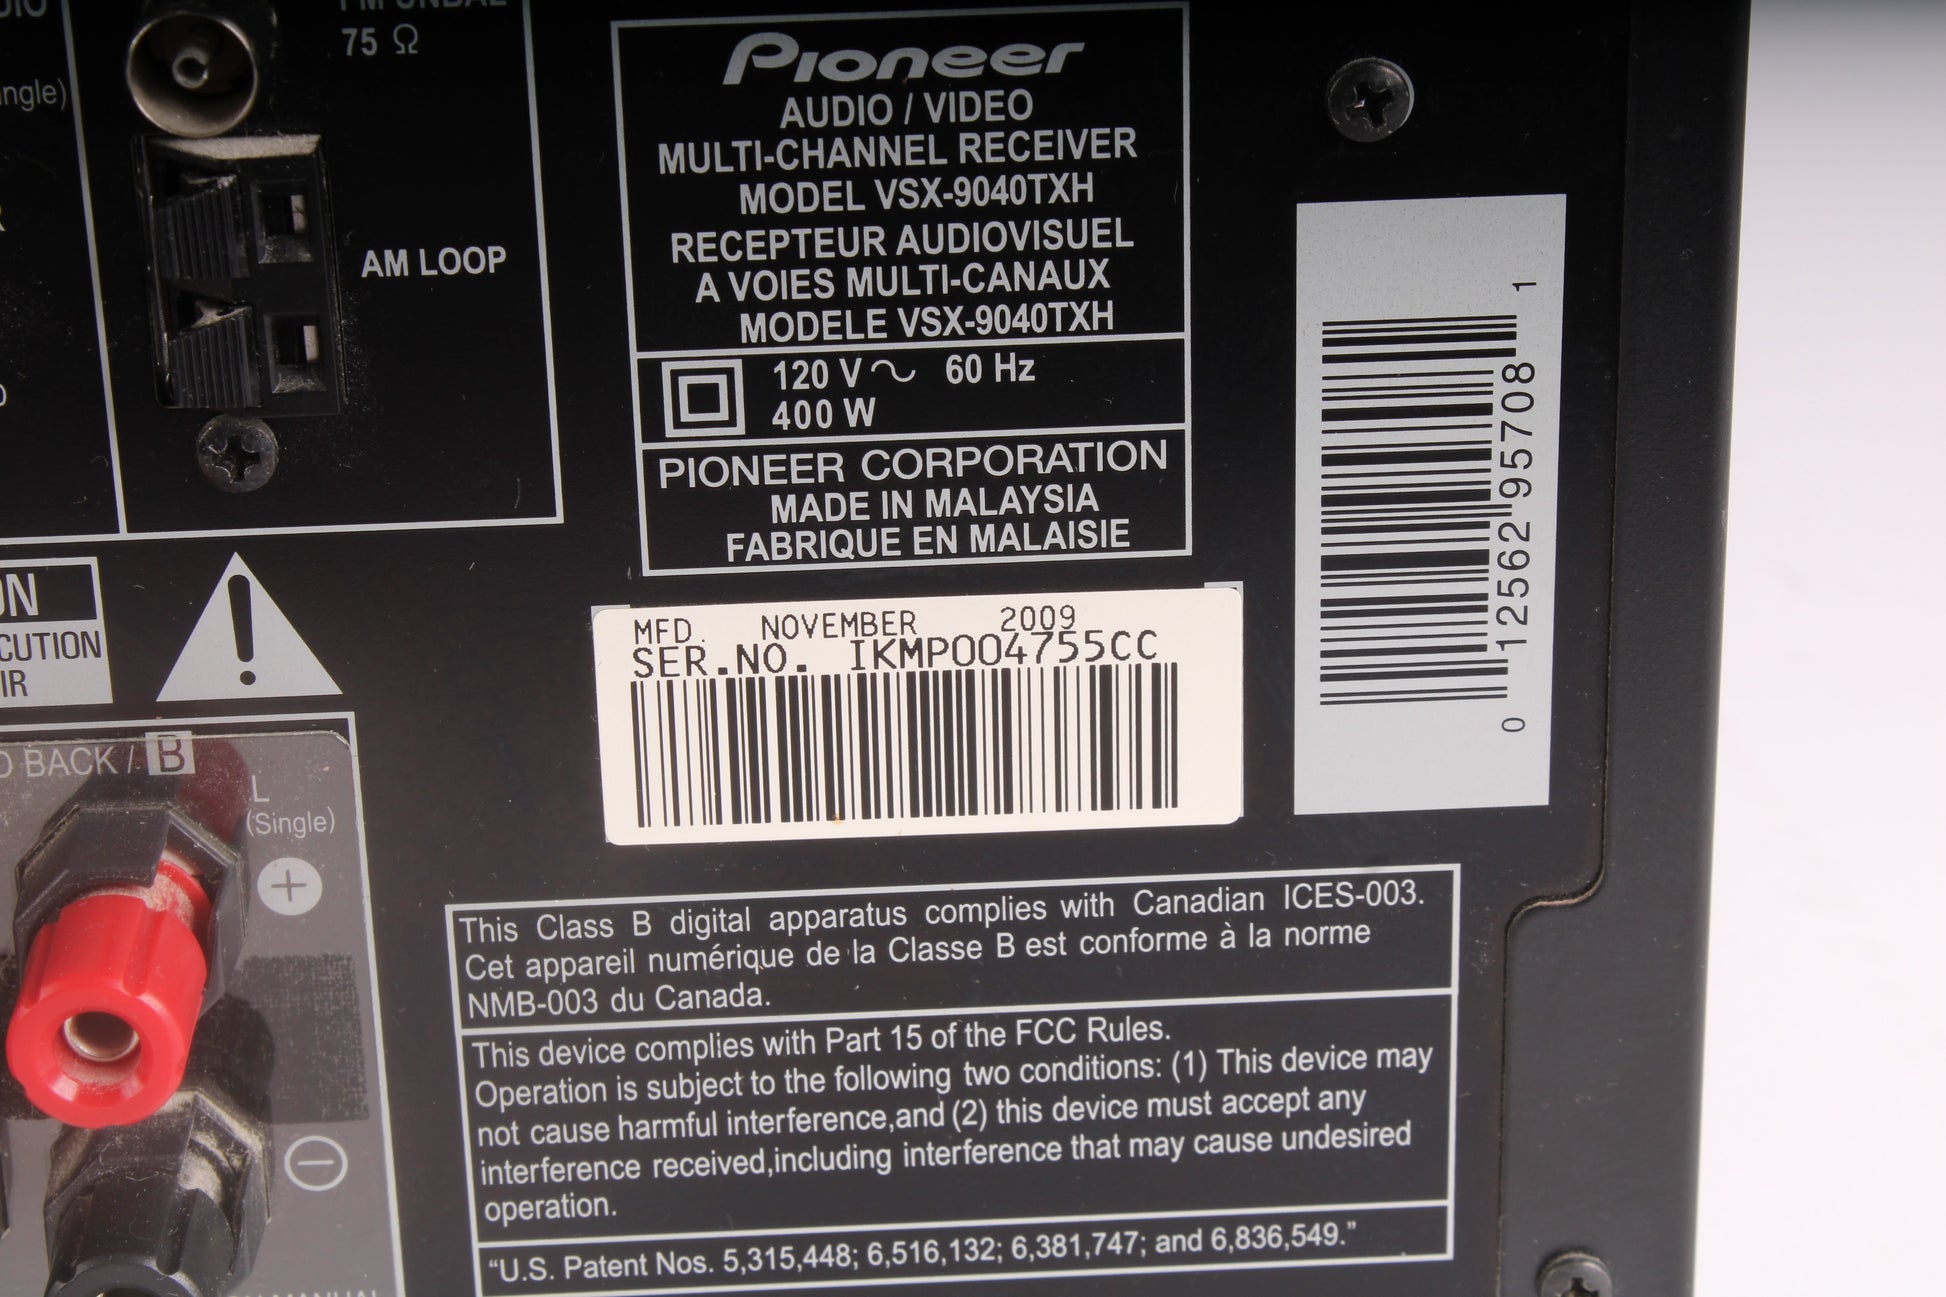 75 Ω
AM LOOP
Pioneer
AUDIO / VIDEO
MULTI-CHANNEL RECEIVER
MODEL VSX-9040TXH
RECEPTEUR AUDIOVISUEL
A VOIES MULTI-CANAUX
MODELE VSX-9040TXH
120 V ~ 60 Hz
400 W
PIONEER CORPORATION
MADE IN MALAYSIA
FABRIQUE EN MALAISIE
MFD. NOVEMBER 2009
SER.NO. IKMP004755CC
0 12562 95708 1
BACK / B
L
(Single)
+
−
This Class B digital apparatus complies with Canadian ICES-003.
Cet appareil numérique de la Classe B est conforme à la norme
NMB-003 du Canada.
This device complies with Part 15 of the FCC Rules.
Operation is subject to the following two conditions: (1) This device may
not cause harmful interference,and (2) this device must accept any
interference received,including interference that may cause undesired
operation.
“U.S. Patent Nos. 5,315,448; 6,516,132; 6,381,747; and 6,836,549.”